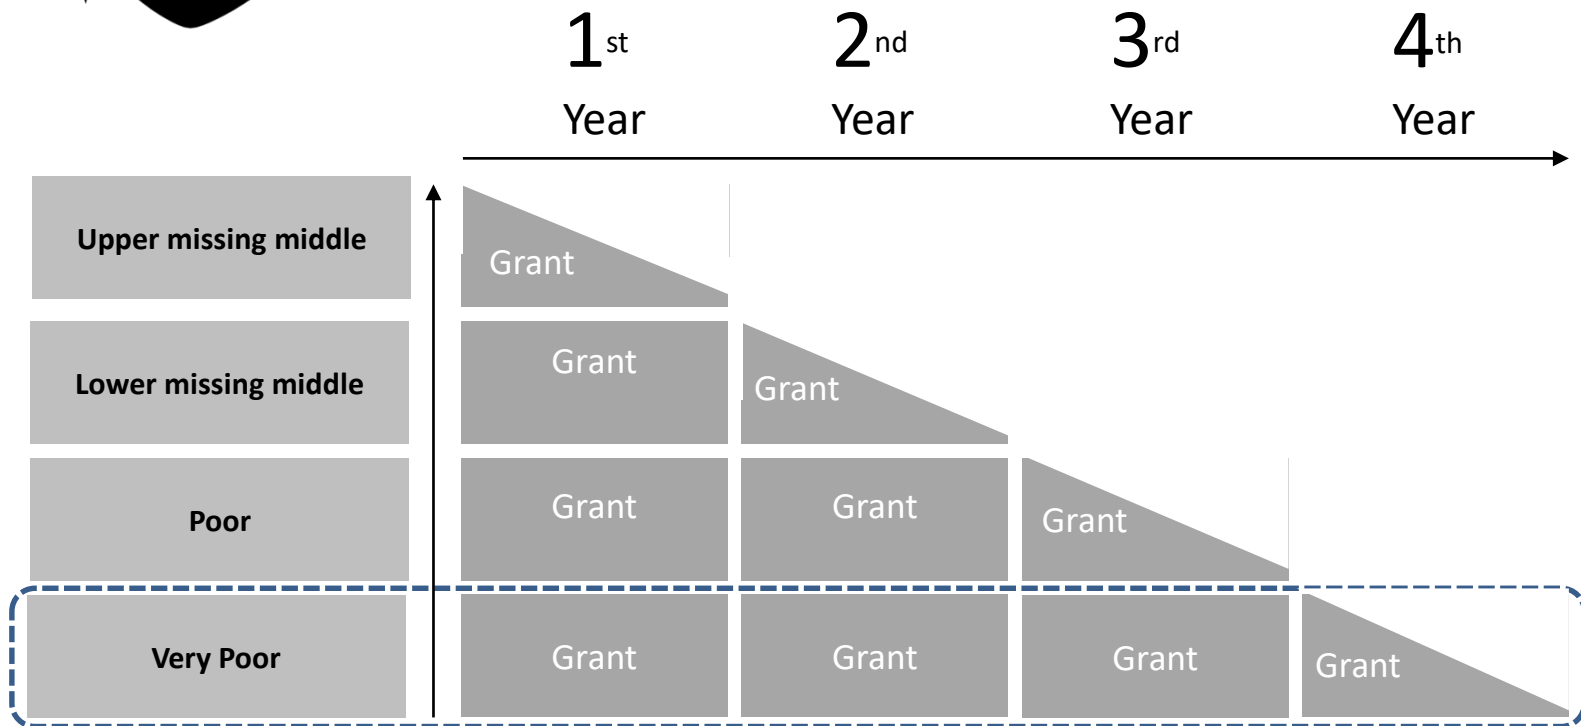 1st 2nd 3rd 4th
Year Year Year Year
Upper missing middle Grant
Lower missing middle Grant Grant
Poor Grant Grant Grant
Very Poor Grant Grant Grant Grant